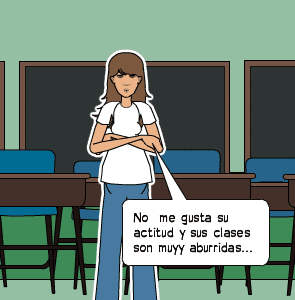 No me gusta su
actitud y sus clases
son muyy aburridas...